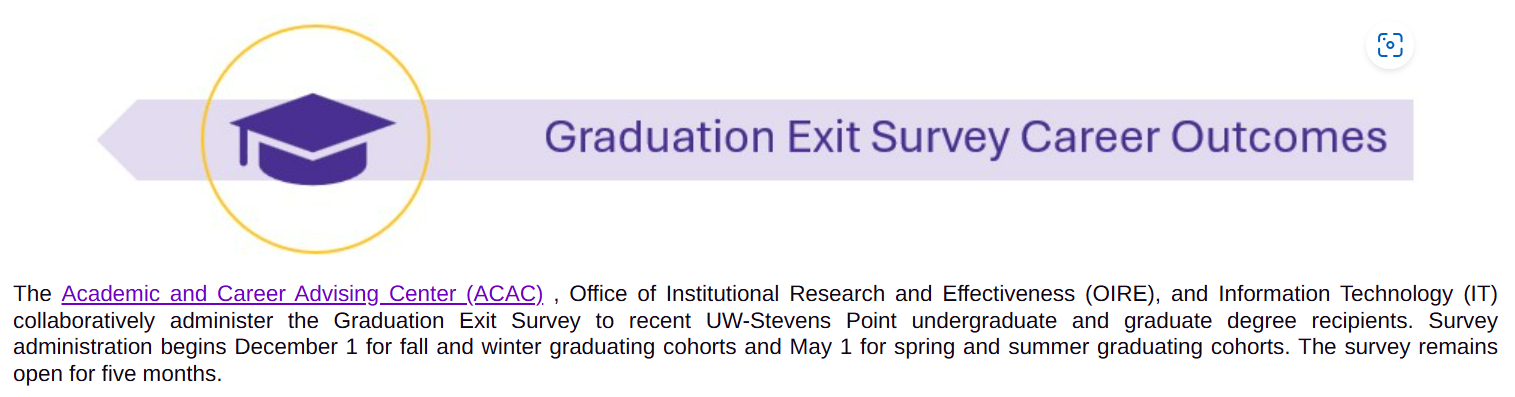 Graduation Exit Survey Career Outcomes
The Academic and Career Advising Center (ACAC) , Office of Institutional Research and Effectiveness (OIRE), and Information Technology (IT)
collaboratively administer the Graduation Exit Survey to recent UW-Stevens Point undergraduate and graduate degree recipients. Survey
administration begins December 1 for fall and winter graduating cohorts and May 1 for spring and summer graduating cohorts. The survey remains
open for five months.